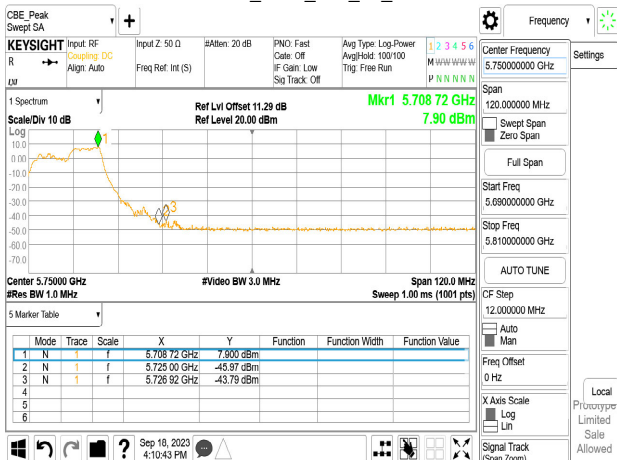 CBE_Peak
Swept SA
Frequency
KEYSIGHT
R
LXI
Input: RF
Coupling: DC
Align: Auto
Input Z: 50 Ω
Freq Ref: Int (S)
#Atten: 20 dB
PNO: Fast
Gate: Off
IF Gain: Low
Sig Track: Off
Avg Type: Log-Power
Avg|Hold: 100/100
Trig: Free Run
1 2 3 4 5 6
M W W W W W
P N N N N N
Center Frequency
5.750000000 GHz
Settings
Span
120.000000 MHz
Swept Span
Zero Span
Full Span
Start Freq
5.690000000 GHz
Stop Freq
5.810000000 GHz
AUTO TUNE
CF Step
12.000000 MHz
Auto
Man
Freq Offset
0 Hz
X Axis Scale
Log
Lin
Signal Track
(Span Zoom)
Local
Prototype
Limited
Sale
Allowed
1 Spectrum
Scale/Div 10 dB
Log
Ref Lvl Offset 11.29 dB
Ref Level 20.00 dBm
Mkr1 5.708 72 GHz
7.90 dBm
10.0
0.00
-10.0
-20.0
-30.0
-40.0
-50.0
-60.0
-70.0
1
3
Center 5.75000 GHz
#Res BW 1.0 MHz
#Video BW 3.0 MHz
Span 120.0 MHz
Sweep 1.00 ms (1001 pts)
5 Marker Table
Mode Trace Scale X Y Function Function Width Function Value
1 N 1 f 5.708 72 GHz 7.900 dBm
2 N 1 f 5.725 00 GHz -45.97 dBm
3 N 1 f 5.726 92 GHz -43.79 dBm
4
5
6
Sep 18, 2023
4:10:43 PM